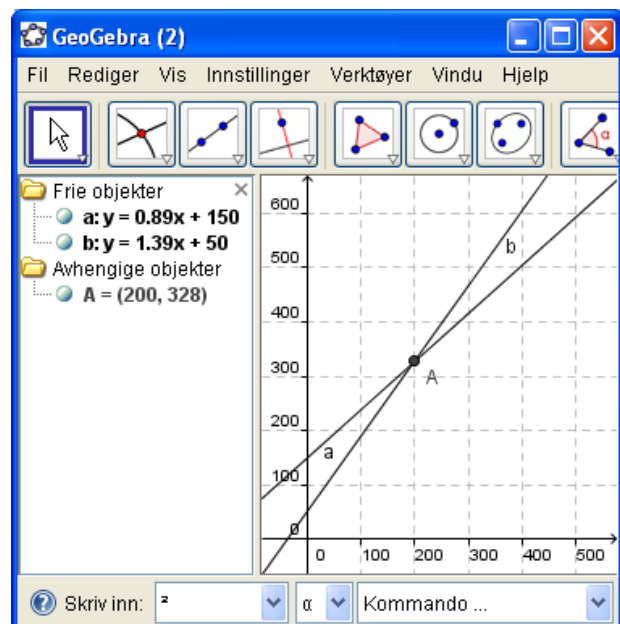 GeoGebra (2)
Fil Rediger Vis Innstillinger Verktøyer Vindu Hjelp
α
Frie objekter
a: y = 0.89x + 150
b: y = 1.39x + 50
Avhengige objekter
A = (200, 328)
600
500
400
300
200
100
0
b
A
a
0 100 200 300 400 500
Skriv inn: ² α Kommando ...